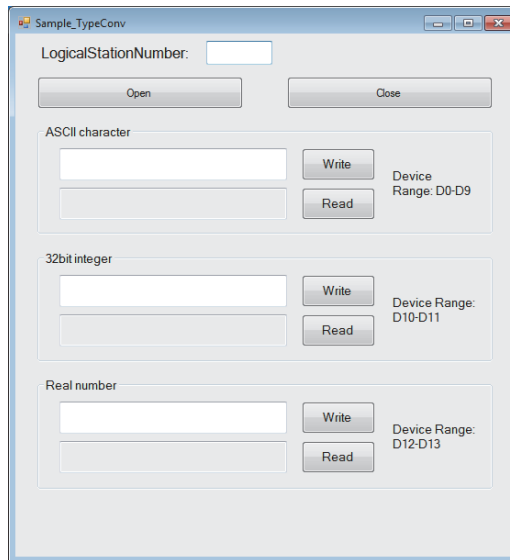 Sample_TypeConv
LogicalStationNumber:
Open Close
ASCII character
Write
Device
Range: D0-D9
Read
32bit integer
Write
Device Range:
D10-D11
Read
Real number
Write
Device Range:
D12-D13
Read